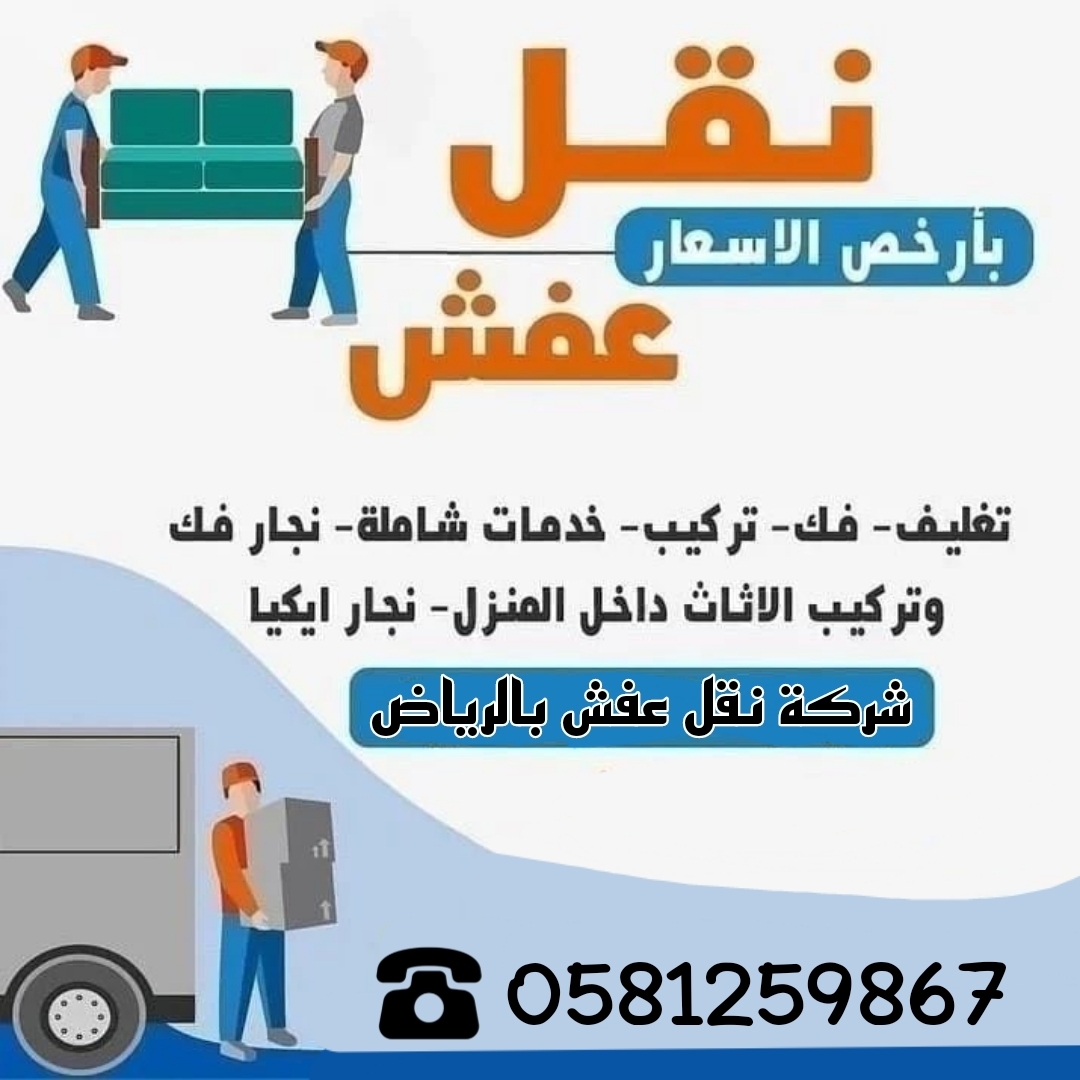 نقل
بأرخص الاسعار
عفش
تغليف- فك- تركيب- خدمات شاملة- نجار فك
وتركيب الاثاث داخل المنزل- نجار ايكيا
شركة نقل عفش بالرياض
0581259867